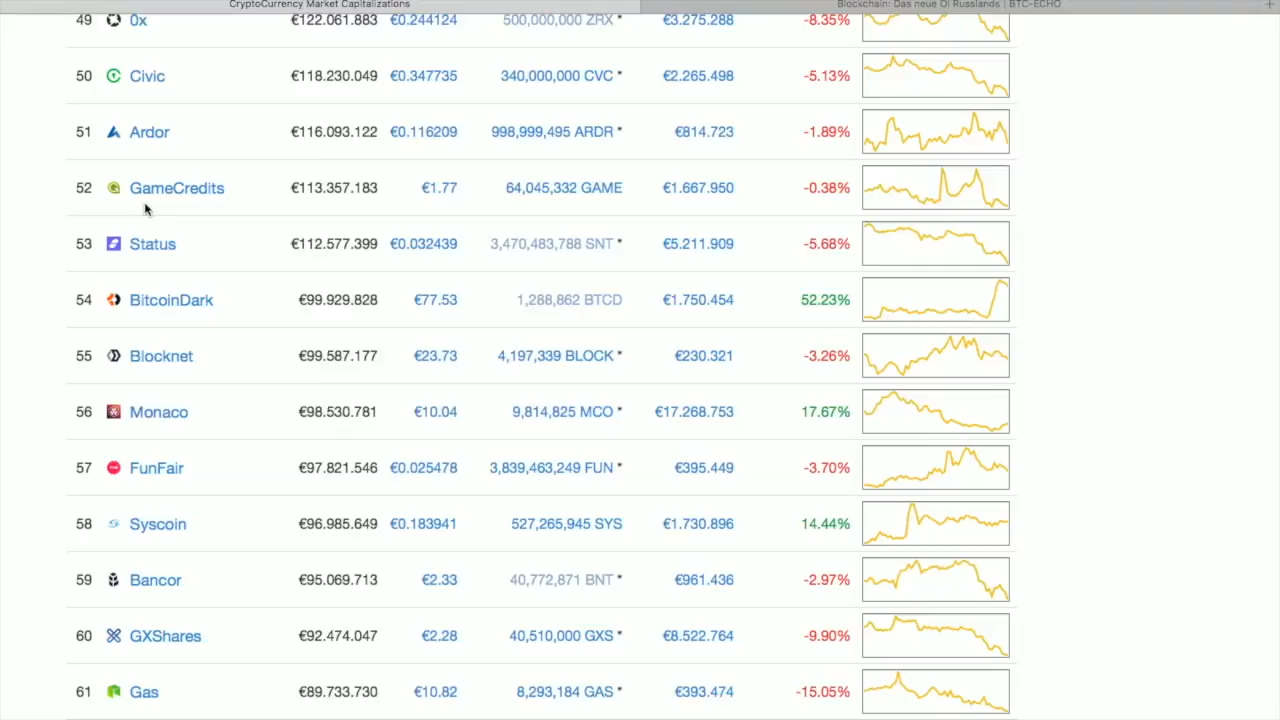 CryptoCurrency Market Capitalizations Blockchain: Das neue Öl Russlands | BTC-ECHO +
49 0x €122.061.883 €0.244124 500,000,000 ZRX * €3.275.288 -8.35%
50 Civic €118.230.049 €0.347735 340,000,000 CVC * €2.265.498 -5.13%
51 Ardor €116.093.122 €0.116209 998,999,495 ARDR * €814.723 -1.89%
52 GameCredits €113.357.183 €1.77 64,045,332 GAME €1.667.950 -0.38%
53 Status €112.577.399 €0.032439 3,470,483,788 SNT * €5.211.909 -5.68%
54 BitcoinDark €99.929.828 €77.53 1,288,862 BTCD €1.750.454 52.23%
55 Blocknet €99.587.177 €23.73 4,197,339 BLOCK * €230.321 -3.26%
56 Monaco €98.530.781 €10.04 9,814,825 MCO * €17.268.753 17.67%
57 FunFair €97.821.546 €0.025478 3,839,463,249 FUN * €395.449 -3.70%
58 Syscoin €96.985.649 €0.183941 527,265,945 SYS €1.730.896 14.44%
59 Bancor €95.069.713 €2.33 40,772,871 BNT * €961.436 -2.97%
60 GXShares €92.474.047 €2.28 40,510,000 GXS * €8.522.764 -9.90%
61 Gas €89.733.730 €10.82 8,293,184 GAS * €393.474 -15.05%